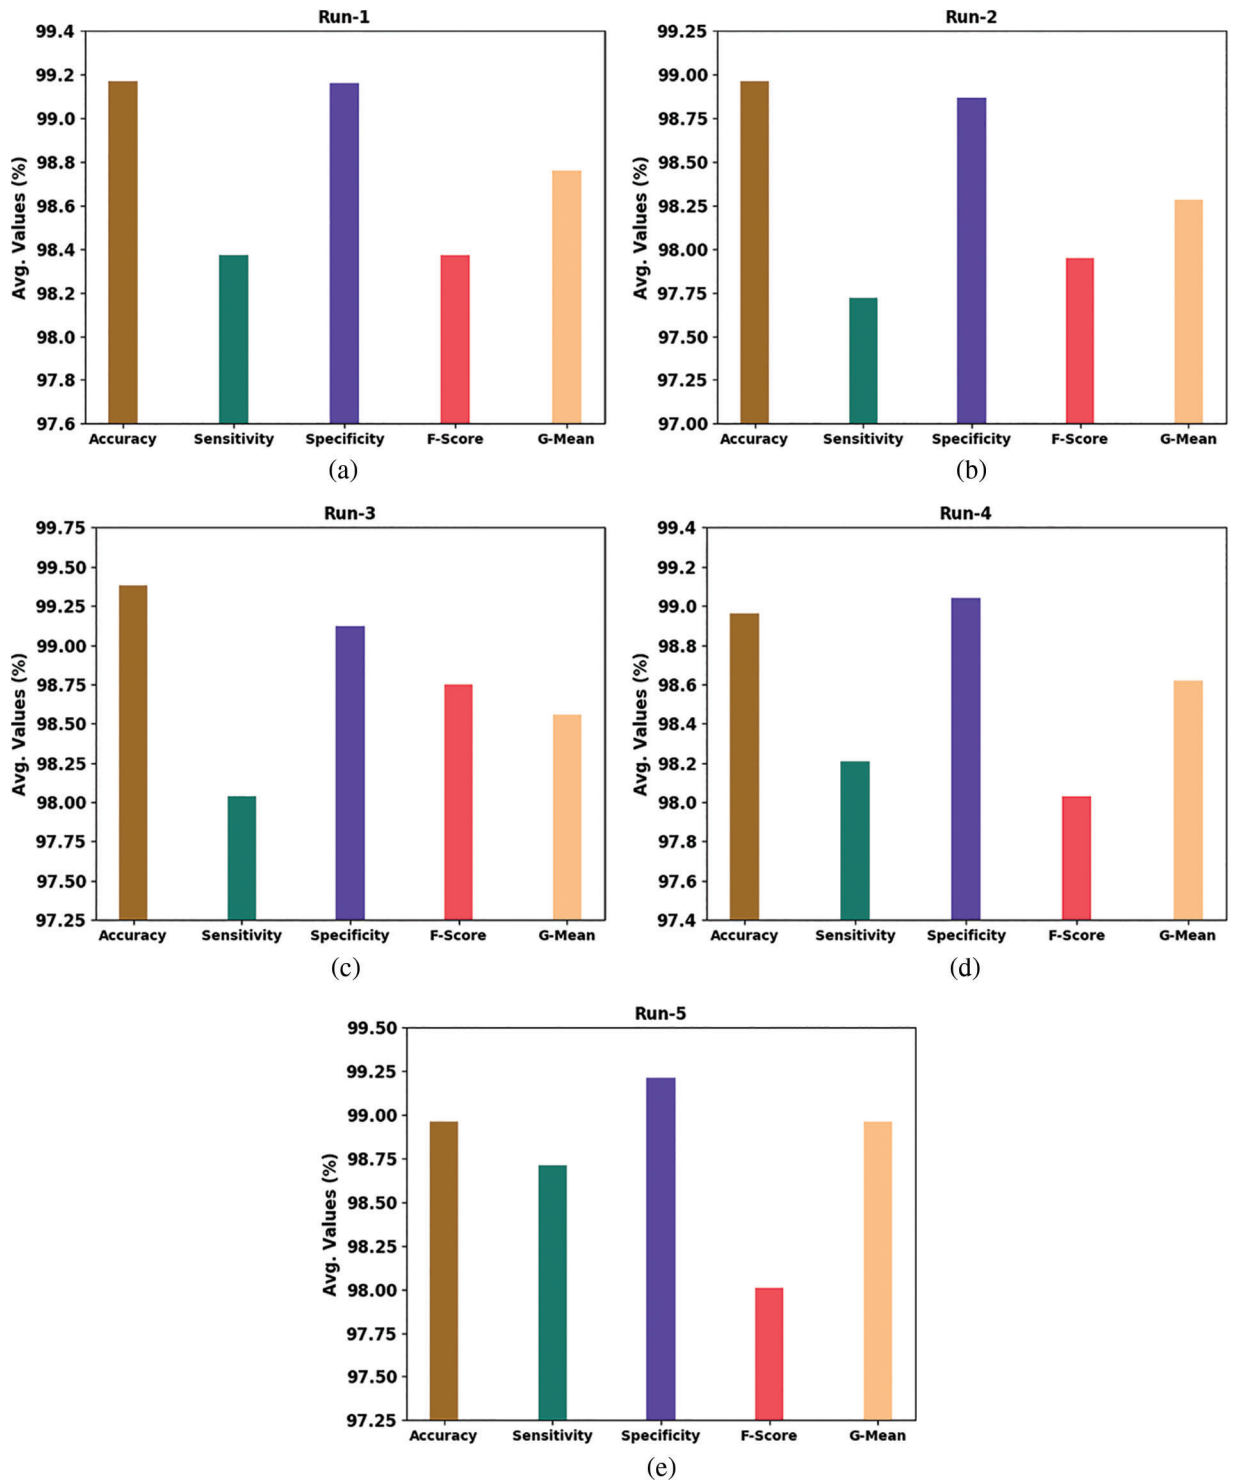 Run-1
99.4
99.2
99.0
98.8
98.6
98.4
98.2
98.0
97.8
97.6
Avg. Values (%)
Accuracy Sensitivity Specificity F-Score G-Mean
(a)
Run-2
99.25
99.00
98.75
98.50
98.25
98.00
97.75
97.50
97.25
97.00
Avg. Values (%)
Accuracy Sensitivity Specificity F-Score G-Mean
(b)
Run-3
99.75
99.50
99.25
99.00
98.75
98.50
98.25
98.00
97.75
97.50
97.25
Avg. Values (%)
Accuracy Sensitivity Specificity F-Score G-Mean
(c)
Run-4
99.4
99.2
99.0
98.8
98.6
98.4
98.2
98.0
97.8
97.6
97.4
Avg. Values (%)
Accuracy Sensitivity Specificity F-Score G-Mean
(d)
Run-5
99.50
99.25
99.00
98.75
98.50
98.25
98.00
97.75
97.50
97.25
Avg. Values (%)
Accuracy Sensitivity Specificity F-Score G-Mean
(e)